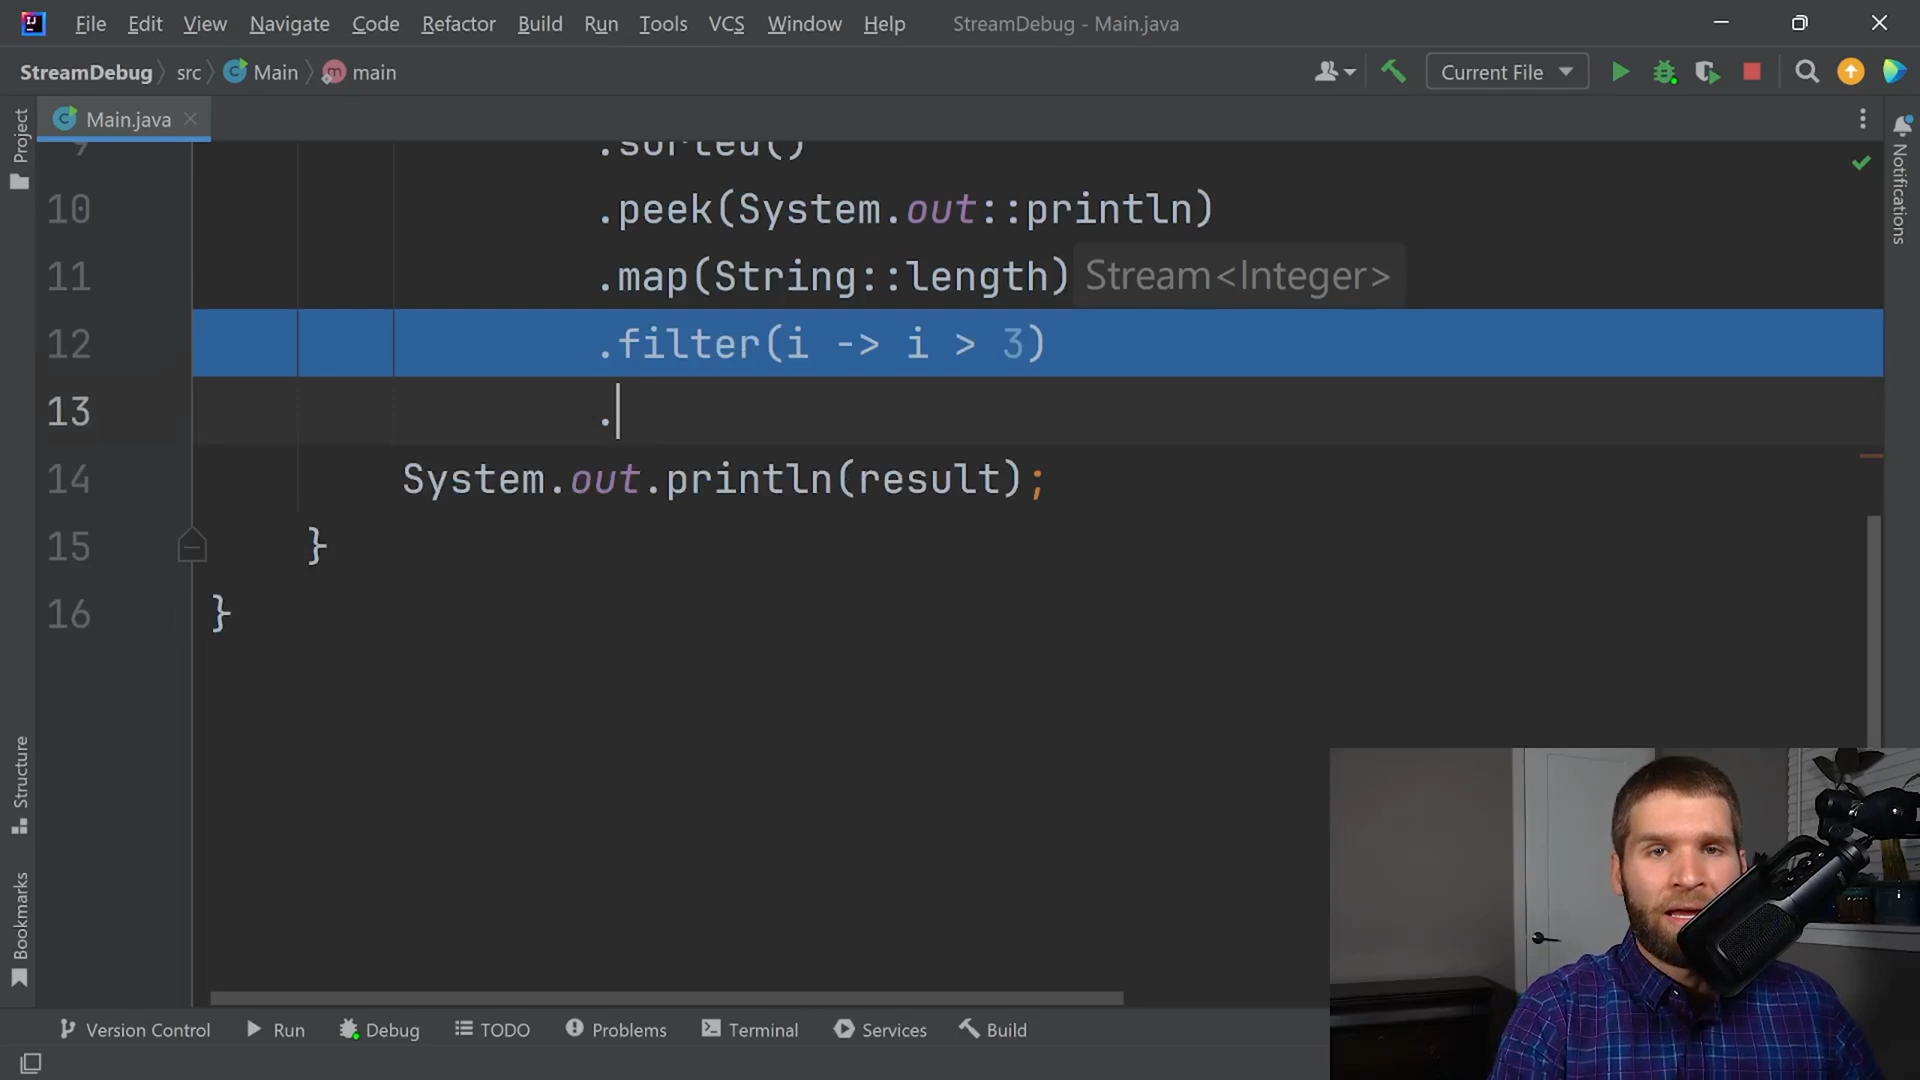 File Edit View Navigate Code Refactor Build Run Tools VCS Window Help StreamDebug - Main.java
StreamDebug src Main main Current File
Project
Main.java
Notifications
9 .sorted()
10 .peek(System.out::println)
11 .map(String::length) Stream<Integer>
12 .filter(i -> i > 3)
13 .
14 System.out.println(result);
15 }
16 }
Structure
Bookmarks
Version Control Run Debug TODO Problems Terminal Services Build